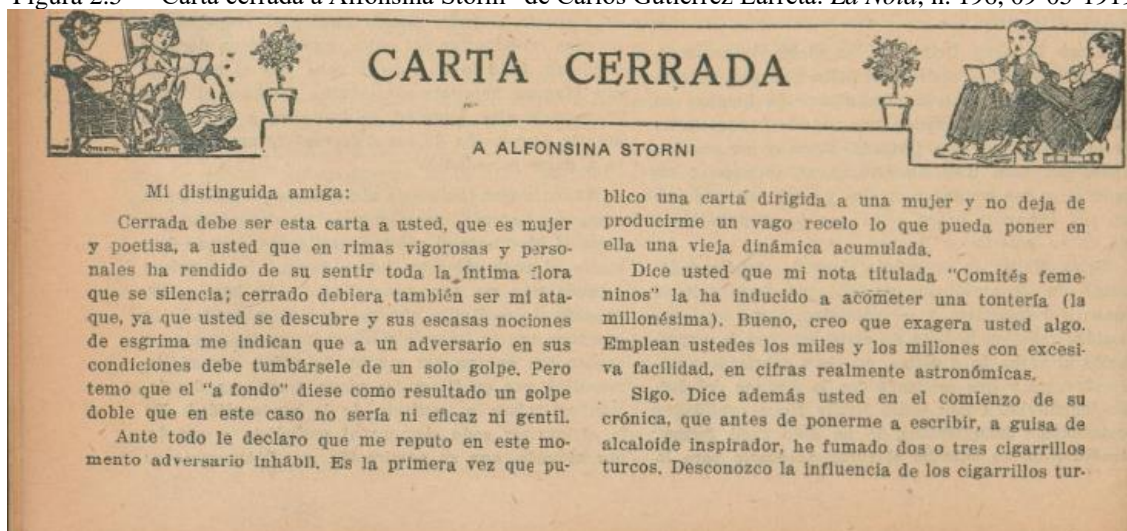 Figura 2.5 "Carta cerrada a Alfonsina Storni" de Carlos Gutiérrez Larreta. La Nota, n. 196, 09-05-1919
CARTA CERRADA
A ALFONSINA STORNI
Mi distinguida amiga:
Cerrada debe ser esta carta a usted, que es mujer
y poetisa, a usted que en rimas vigorosas y perso-
nales ha rendido de su sentir toda la íntima flora
que se silencia; cerrado debiera también ser mi ata-
que, ya que usted se descubre y sus escasas nociones
de esgrima me indican que a un adversario en sus
condiciones debe tumbársele de un solo golpe. Pero
temo que el "a fondo" diese como resultado un golpe
doble que en este caso no sería ni eficaz ni gentil.
Ante todo le declaro que me reputo en este mo-
mento adversario inhábil. Es la primera vez que pu-
blico una carta dirigida a una mujer y no deja de
producirme un vago recelo lo que pueda poner en
ella una vieja dinámica acumulada.
Dice usted que mi nota titulada "Comités feme-
ninos" la ha inducido a acometer una tontería (la
millonésima). Bueno, creo que exagera usted algo.
Emplean ustedes los miles y los millones con excesi-
va facilidad, en cifras realmente astronómicas.
Sigo. Dice además usted en el comienzo de su
crónica, que antes de ponerme a escribir, a guisa de
alcaloide inspirador, he fumado dos o tres cigarrillos
turcos. Desconozco la influencia de los cigarrillos tur-